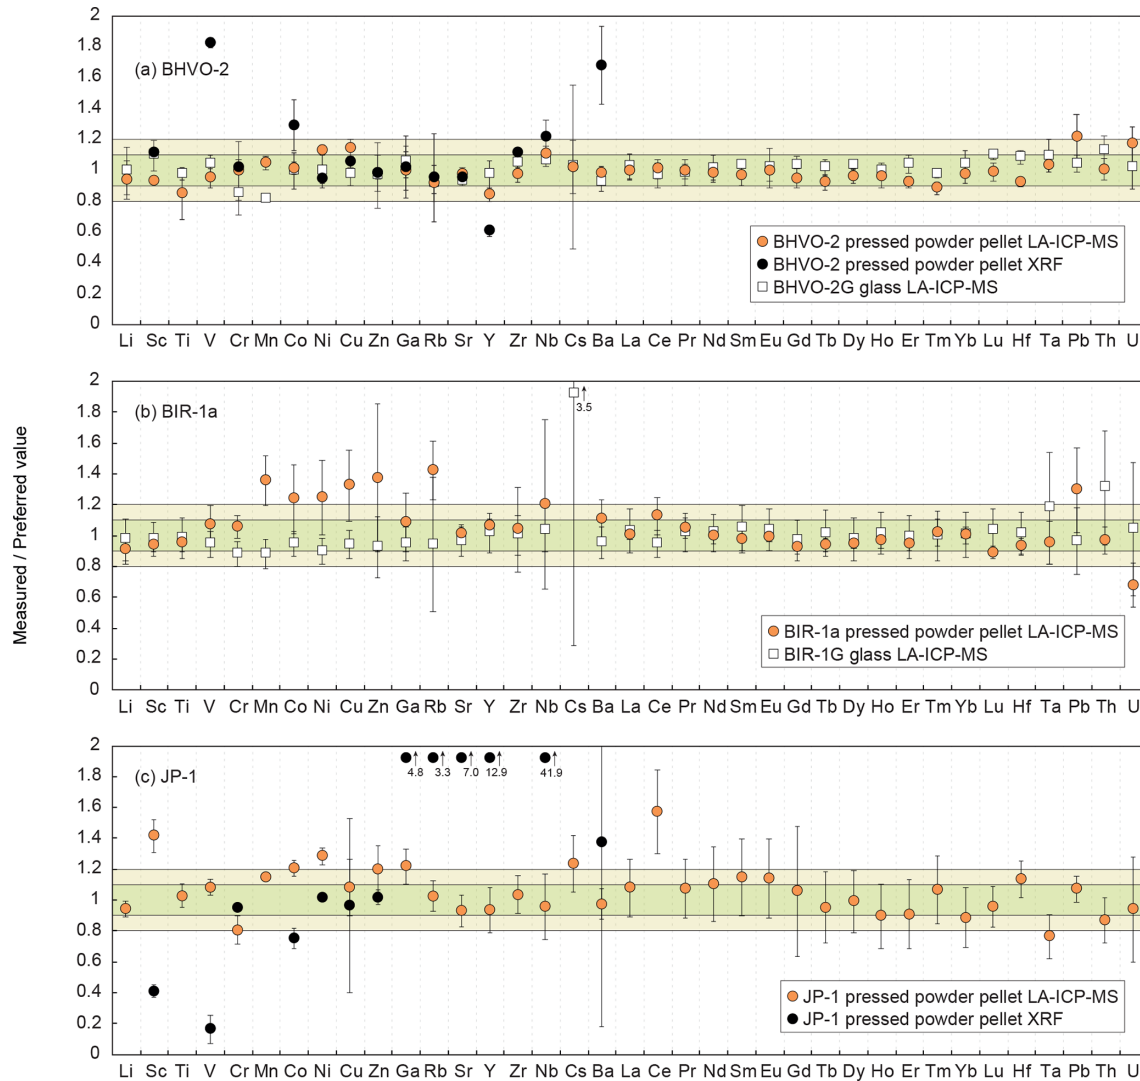 2
1.8
(a) BHVO-2
1.6
1.4
1.2
1
0.8
0.6
BHVO-2 pressed powder pellet LA-ICP-MS
0.4
BHVO-2 pressed powder pellet XRF
0.2
BHVO-2G glass LA-ICP-MS
0
Li Sc Ti V Cr Mn Co Ni Cu Zn Ga Rb Sr Y Zr Nb Cs Ba La Ce Pr Nd Sm Eu Gd Tb Dy Ho Er Tm Yb Lu Hf Ta Pb Th U
Measured / Preferred value
2
(b) BIR-1a
3.5
1.8
1.6
1.4
1.2
1
0.8
0.6
0.4
BIR-1a pressed powder pellet LA-ICP-MS
0.2
BIR-1G glass LA-ICP-MS
0
Li Sc Ti V Cr Mn Co Ni Cu Zn Ga Rb Sr Y Zr Nb Cs Ba La Ce Pr Nd Sm Eu Gd Tb Dy Ho Er Tm Yb Lu Hf Ta Pb Th U
2
(c) JP-1
4.8 3.3 7.0 12.9 41.9
1.8
1.6
1.4
1.2
1
0.8
0.6
0.4
JP-1 pressed powder pellet LA-ICP-MS
0.2
JP-1 pressed powder pellet XRF
0
Li Sc Ti V Cr Mn Co Ni Cu Zn Ga Rb Sr Y Zr Nb Cs Ba La Ce Pr Nd Sm Eu Gd Tb Dy Ho Er Tm Yb Lu Hf Ta Pb Th U